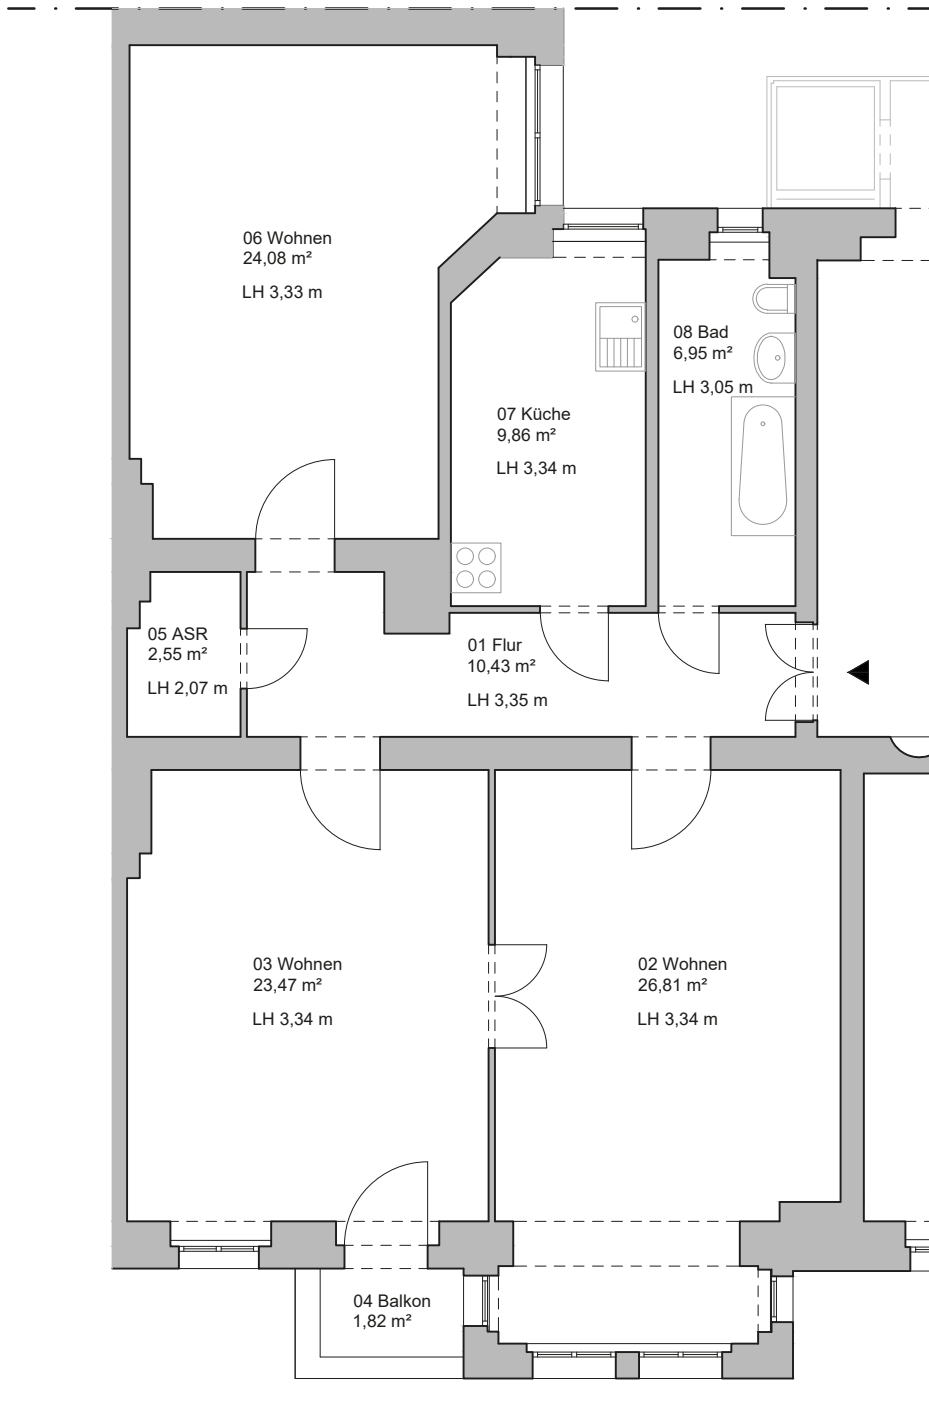 06 Wohnen
24,08 m²
LH 3,33 m
08 Bad
6,95 m²
LH 3,05 m
07 Küche
9,86 m²
LH 3,34 m
05 ASR
2,55 m²
LH 2,07 m
01 Flur
10,43 m²
LH 3,35 m
03 Wohnen
23,47 m²
LH 3,34 m
02 Wohnen
26,81 m²
LH 3,34 m
04 Balkon
1,82 m²